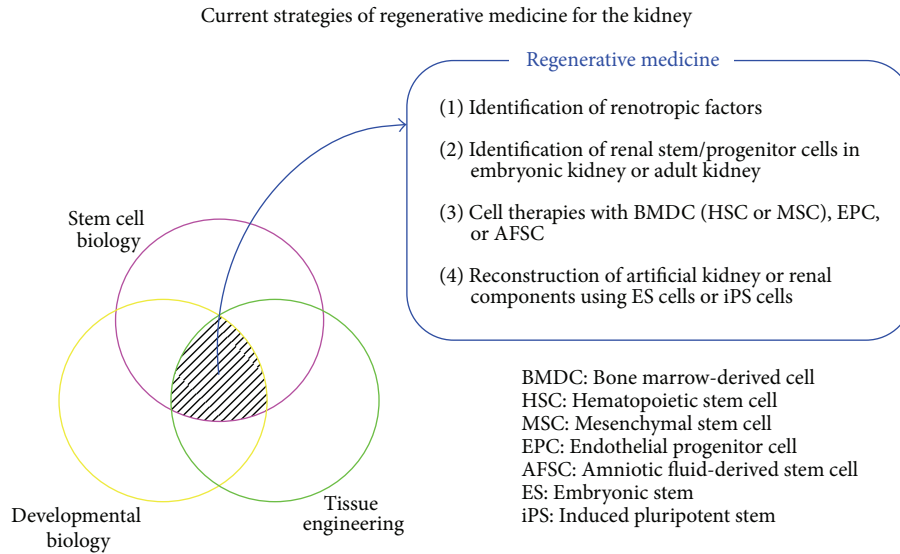 Current strategies of regenerative medicine for the kidney
Regenerative medicine
(1) Identification of renotropic factors
(2) Identification of renal stem/progenitor cells in
embryonic kidney or adult kidney
(3) Cell therapies with BMDC (HSC or MSC), EPC,
or AFSC
(4) Reconstruction of artificial kidney or renal
components using ES cells or iPS cells
Stem cell
biology
Developmental
biology
Tissue
engineering
BMDC: Bone marrow-derived cell
HSC: Hematopoietic stem cell
MSC: Mesenchymal stem cell
EPC: Endothelial progenitor cell
AFSC: Amniotic fluid-derived stem cell
ES: Embryonic stem
iPS: Induced pluripotent stem